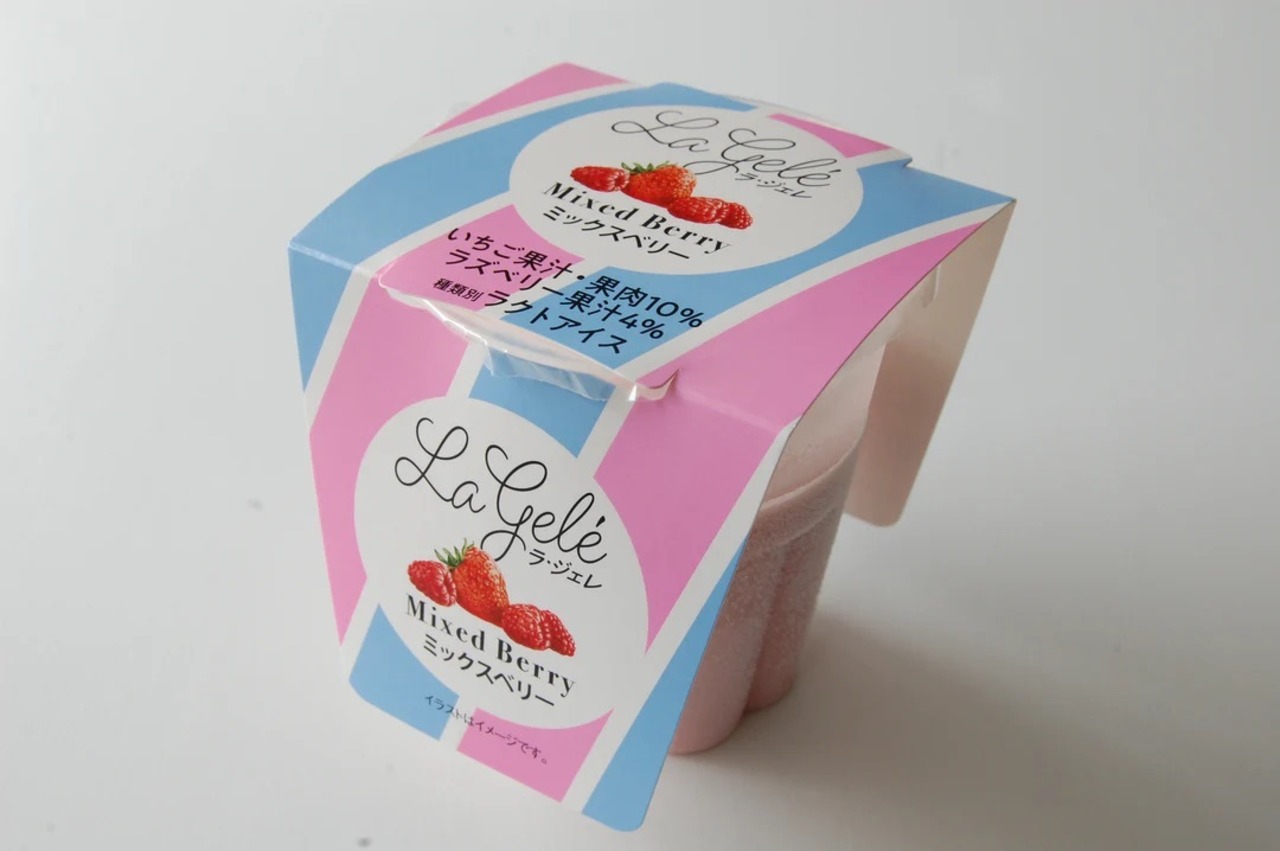 La Gelé
ラ・ジェレ
Mixed Berry
ミックスベリー
いちご果汁・果肉10%
ラズベリー果汁4%
種類別 ラクトアイス
La Gelé
ラ・ジェレ
Mixed Berry
ミックスベリー
イラストはイメージです。